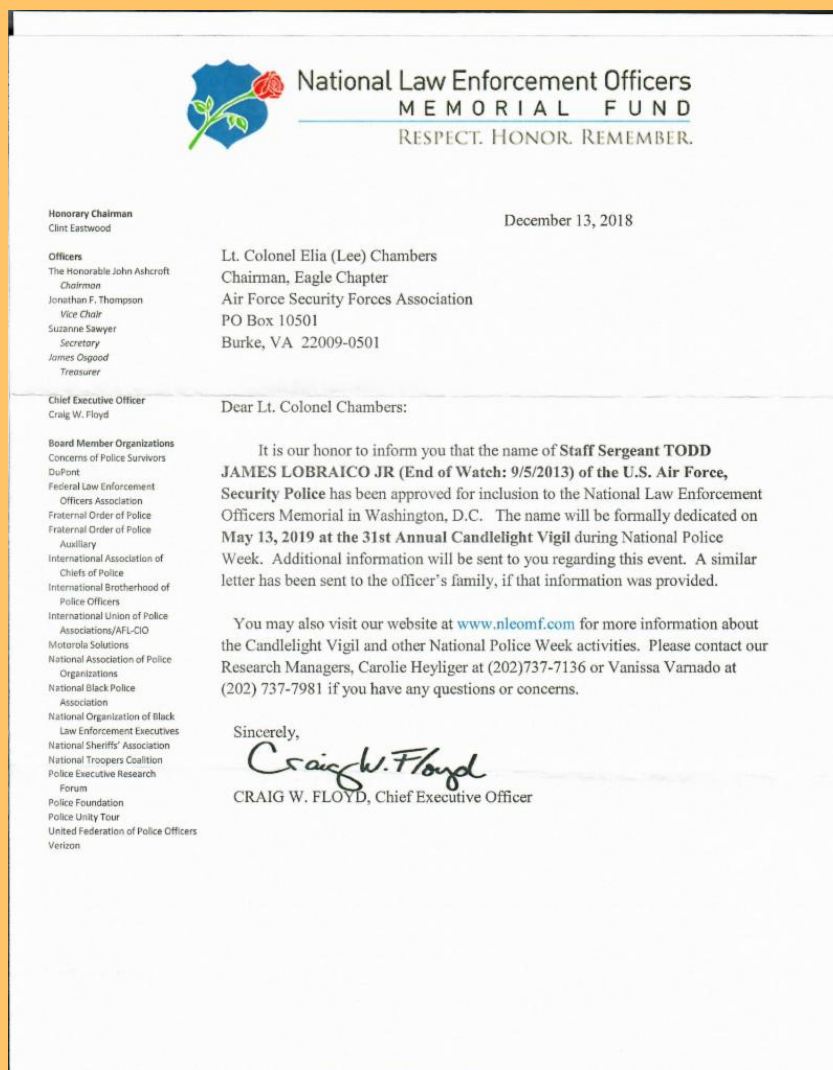 National Law Enforcement Officers
MEMORIAL FUND
RESPECT. HONOR. REMEMBER.
Honorary Chairman
Clint Eastwood
Officers
The Honorable John Ashcroft
Chairman
Jonathan F. Thompson
Vice Chair
Suzanne Sawyer
Secretary
James Osgood
Treasurer
Chief Executive Officer
Craig W. Floyd
Board Member Organizations
Concerns of Police Survivors
DuPont
Federal Law Enforcement
Officers Association
Fraternal Order of Police
Fraternal Order of Police
Auxiliary
International Association of
Chiefs of Police
International Brotherhood of
Police Officers
International Union of Police
Associations/AFL-CIO
Motorola Solutions
National Association of Police
Organizations
National Black Police
Association
National Organization of Black
Law Enforcement Executives
National Sheriffs' Association
National Troopers Coalition
Police Executive Research
Forum
Police Foundation
Police Unity Tour
United Federation of Police Officers
Verizon
December 13, 2018
Lt. Colonel Elia (Lee) Chambers
Chairman, Eagle Chapter
Air Force Security Forces Association
PO Box 10501
Burke, VA 22009-0501
Dear Lt. Colonel Chambers:
It is our honor to inform you that the name of Staff Sergeant TODD
JAMES LOBRAICO JR (End of Watch: 9/5/2013) of the U.S. Air Force,
Security Police has been approved for inclusion to the National Law Enforcement
Officers Memorial in Washington, D.C. The name will be formally dedicated on
May 13, 2019 at the 31st Annual Candlelight Vigil during National Police
Week. Additional information will be sent to you regarding this event. A similar
letter has been sent to the officer's family, if that information was provided.
You may also visit our website at www.nleomf.com for more information about
the Candlelight Vigil and other National Police Week activities. Please contact our
Research Managers, Carolie Heyliger at (202)737-7136 or Vanissa Varnado at
(202) 737-7981 if you have any questions or concerns.
Sincerely,
Craig W. Floyd
CRAIG W. FLOYD, Chief Executive Officer